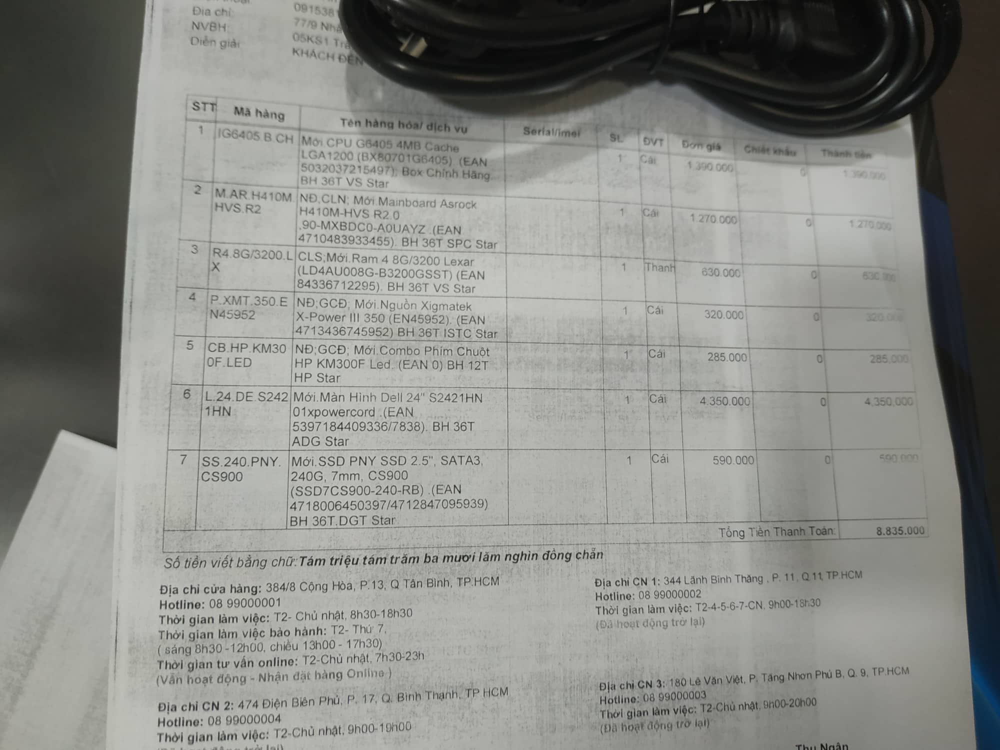 Địa chỉ: 0915381
NVBH: 77/9
Diễn giải: 05KS1
KHÁCH ĐẾN
STT Mã hàng Tên hàng hóa/ dịch vụ Serial/imei SL ĐVT Đơn giá Chiết khấu Thành tiền
1 IG6405.B.CH Mới.CPU G6405 4MB Cache 1 Cái 1.390.000 0 1.390.000
LGA1200 (BX80701G6405) .(EAN
5032037215497); Box Chính Hãng.
BH 36T VS Star
2 M.AR.H410M. NĐ,CLN; Mới.Mainboard Asrock 1 Cái 1.270.000 0 1.270.000
HVS.R2 H410M-HVS R2.0
.90-MXBDC0-A0UAYZ .(EAN
4710483933455). BH 36T SPC Star
3 R4.8G/3200.L CLS;Mới.Ram 4 8G/3200 Lexar 1 Thanh 630.000 0 630.000
X (LD4AU008G-B3200GSST) (EAN
84336712295). BH 36T VS Star
4 P.XMT.350.E NĐ;GCĐ; Mới.Nguồn Xigmatek 1 Cái 320.000 0 320.000
N45952 X-Power III 350 (EN45952). (EAN
4713436745952) BH 36T ISTC Star
5 CB.HP.KM30 NĐ;GCĐ; Mới.Combo Phím Chuột 1 Cái 285.000 0 285.000
0F.LED HP KM300F Led. (EAN 0) BH 12T
HP Star
6 L.24.DE.S242 Mới.Màn Hình Dell 24" S2421HN 1 Cái 4.350.000 0 4.350.000
1HN 01xpowercord .(EAN
5397184409336/7838). BH 36T
ADG Star
7 SS.240.PNY. Mới.SSD PNY SSD 2.5", SATA3, 1 Cái 590.000 0 590.000
CS900 240G, 7mm, CS900
(SSD7CS900-240-RB) .(EAN
4718006450397/4712847095939)
BH 36T.DGT Star
Tổng Tiền Thanh Toán: 8.835.000
Số tiền viết bằng chữ:Tám triệu tám trăm ba mươi lăm nghìn đồng chẵn
Địa chỉ cửa hàng: 384/8 Cộng Hòa, P.13, Q Tân Bình, TP.HCM
Hotline: 08 99000001
Thời gian làm việc: T2- Chủ nhật, 8h30-18h30
Thời gian làm việc bảo hành: T2- Thứ 7,
( sáng 8h30 -12h00, chiều 13h00 - 17h30)
Thời gian tư vấn online: T2-Chủ nhật, 7h30-23h
(Vẫn hoạt động - Nhận đặt hàng Online )
Địa chỉ CN 1: 344 Lãnh Binh Thăng , P. 11, Q.11, TP.HCM
Hotline: 08 99000002
Thời gian làm việc: T2-4-5-6-7-CN, 9h00-18h30
(Đã hoạt động trở lại)
Địa chỉ CN 2: 474 Điện Biên Phủ, P. 17, Q. Bình Thạnh, TP HCM
Hotline: 08 99000004
Thời gian làm việc: T2-Chủ nhật, 9h00-19h00
Địa chỉ CN 3: 180 Lê Văn Việt, P. Tăng Nhơn Phú B, Q. 9, TP.HCM
Hotline: 08 99000003
Thời gian làm việc: T2-Chủ nhật, 9h00-20h00
(Đã hoạt động trở lại)
Thu Ngân